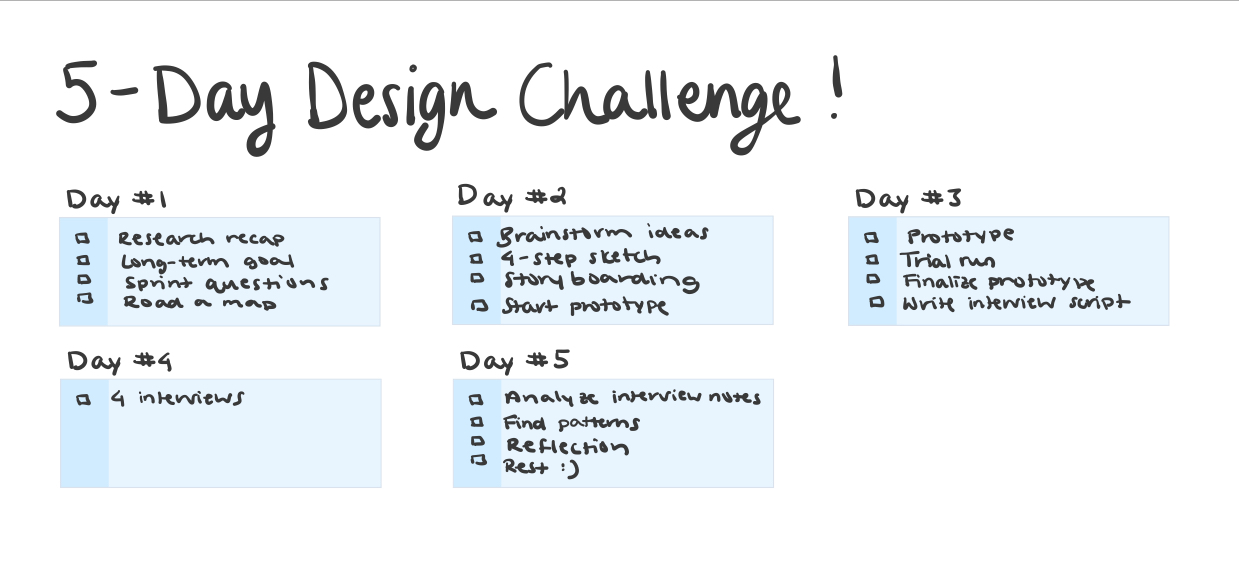 5-Day Design Challenge!
Day #1
Research recap
Long-term goal
Sprint questions
Road a map
Day #2
Brainstorm ideas
4-step sketch
Storyboarding
Start prototype
Day #3
Prototype
Trial run
Finalize prototype
Write interview script
Day #4
4 interviews
Day #5
Analyze interview notes
Find patterns
Reflection
Rest :)